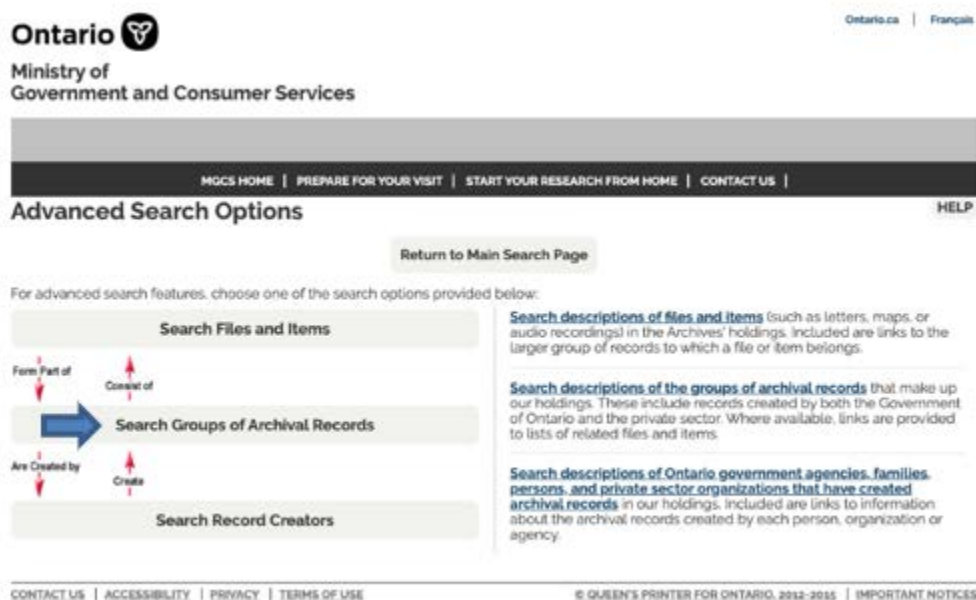 Ontario
Ontario.ca | Français
Ministry of
Government and Consumer Services
MGCS HOME | PREPARE FOR YOUR VISIT | START YOUR RESEARCH FROM HOME | CONTACT US |
Advanced Search Options
HELP
Return to Main Search Page
For advanced search features, choose one of the search options provided below:
Search Files and Items
Form Part of
Consist of
Search Groups of Archival Records
Are Created by
Create
Search Record Creators
Search descriptions of files and items (such as letters, maps, or
audio recordings) in the Archives' holdings. Included are links to the
larger group of records to which a file or item belongs.
Search descriptions of the groups of archival records that make up
our holdings. These include records created by both the Government
of Ontario and the private sector. Where available, links are provided
to lists of related files and items.
Search descriptions of Ontario government agencies, families,
persons, and private sector organizations that have created
archival records in our holdings. Included are links to information
about the archival records created by each person, organization or
agency.
CONTACT US | ACCESSIBILITY | PRIVACY | TERMS OF USE
© QUEEN'S PRINTER FOR ONTARIO, 2012-2015 | IMPORTANT NOTICES